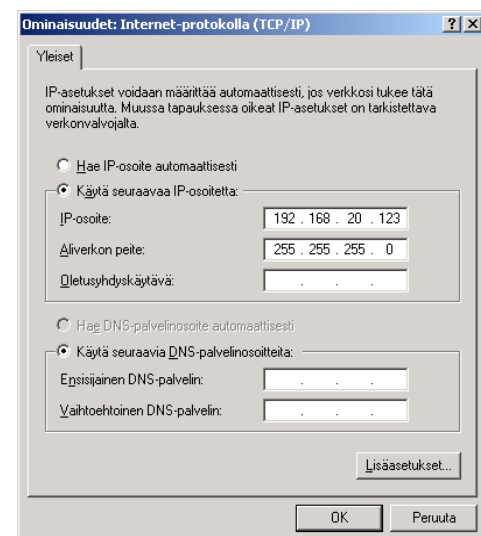 Ominaisuudet: Internet-protokolla (TCP/IP)
Yleiset
IP-asetukset voidaan määrittää automaattisesti, jos verkkosi tukee tätä
ominaisuutta. Muussa tapauksessa oikeat IP-asetukset on tarkistettava
verkonvalvojalta.
Hae IP-osoite automaattisesti
Käytä seuraavaa IP-osoitetta:
IP-osoite: 192 . 168 . 20 . 123
Aliverkon peite: 255 . 255 . 255 . 0
Oletusyhdyskäytävä: . . .
Hae DNS-palvelinosoite automaattisesti
Käytä seuraavia DNS-palvelinosoitteita:
Ensisijainen DNS-palvelin: . . .
Vaihtoehtoinen DNS-palvelin: . . .
Lisäasetukset...
OK Peruuta